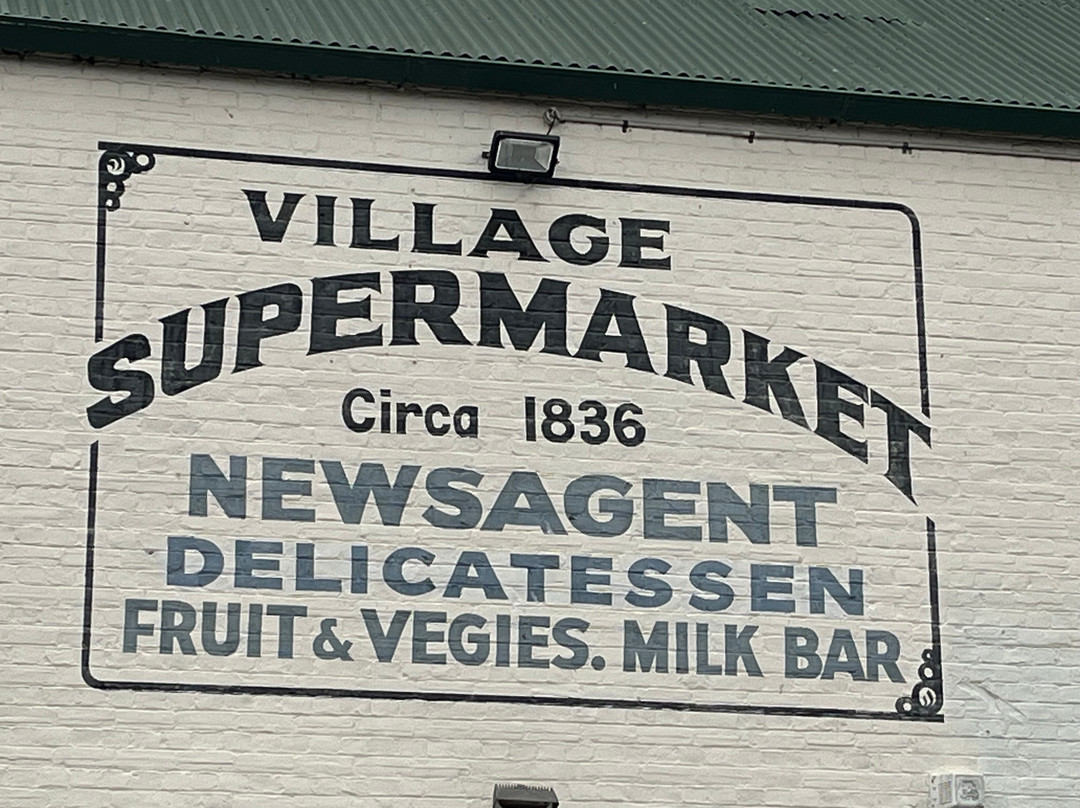 VILLAGE
SUPERMARKET
Circa 1836
NEWSAGENT
DELICATESSEN
FRUIT & VEGIES. MILK BAR